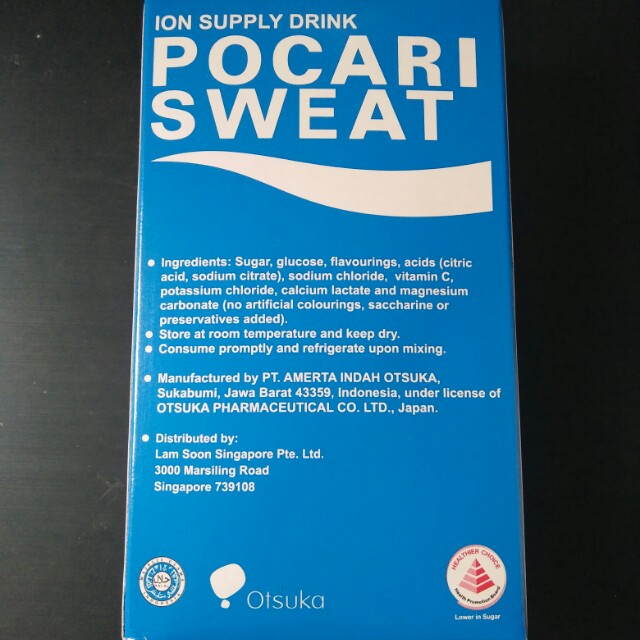 ION SUPPLY DRINK
POCARI
SWEAT
• Ingredients: Sugar, glucose, flavourings, acids (citric
acid, sodium citrate), sodium chloride, vitamin C,
potassium chloride, calcium lactate and magnesium
carbonate (no artificial colourings, saccharine or
preservatives added).
• Store at room temperature and keep dry.
• Consume promptly and refrigerate upon mixing.
• Manufactured by PT. AMERTA INDAH OTSUKA,
Sukabumi, Jawa Barat 43359, Indonesia, under license of
OTSUKA PHARMACEUTICAL CO. LTD., Japan.
• Distributed by:
Lam Soon Singapore Pte. Ltd.
3000 Marsiling Road
Singapore 739108
Otsuka
HEALTHIER CHOICE
Health Promotion Board
Lower in Sugar